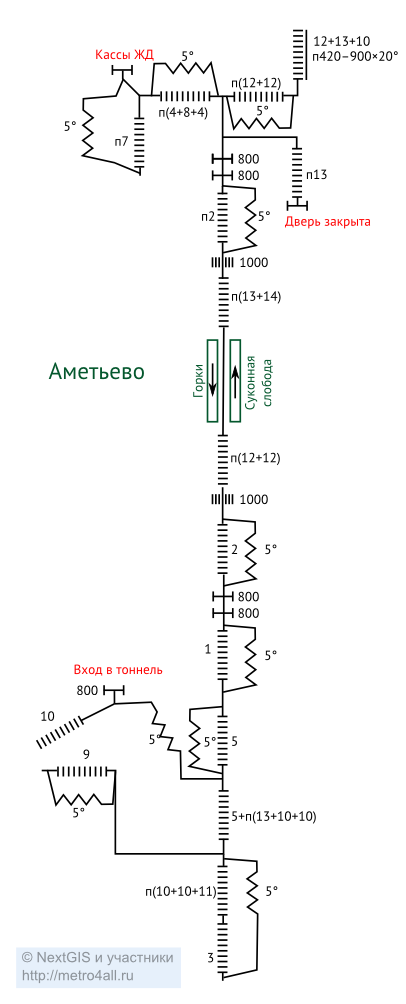 12+13+10
п420–900×20°
Кассы ЖД
5°
п(12+12)
5°
п(4+8+4)
5°
п7
800
800
п13
п2
5°
Дверь закрыта
1000
п(13+14)
Аметьево
Горки
Суконная
слобода
п(12+12)
1000
2
5°
800
800
1
5°
Вход в тоннель
800
10
5°
5°
5
9
5°
5+п(13+10+10)
п(10+10+11)
5°
3
© NextGIS и участники
http://metro4all.ru